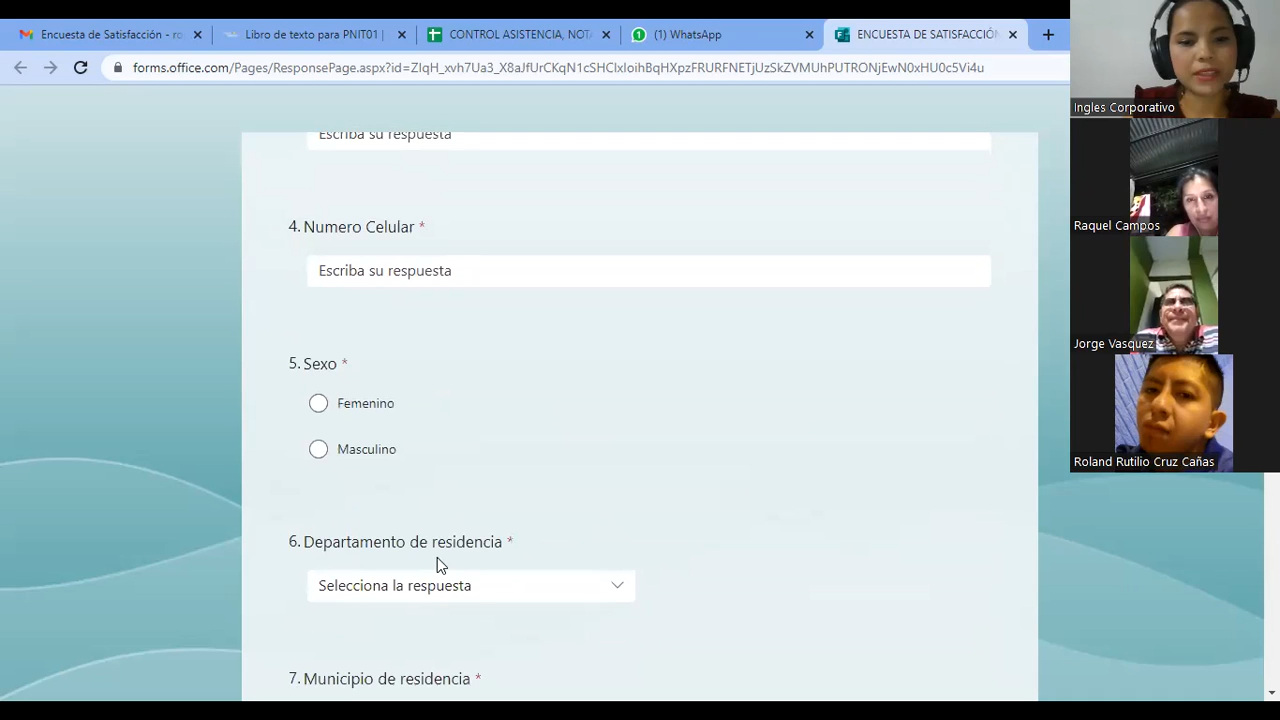 Encuesta de Satisfacción - ro
Libro de texto para PNIT01 |
CONTROL ASISTENCIA, NOTA
(1) WhatsApp
ENCUESTA DE SATISFACCIÓN
forms.office.com/Pages/ResponsePage.aspx?id=ZIqH_xvh7Ua3_X8aJfUrCKqN1cSHCIxIoihBqHXpzFRURFNETjUzSkZVMUhPUTRONjEwN0xHU0c5Vi4u
Escriba su respuesta
4. Numero Celular *
Escriba su respuesta
5. Sexo *
Femenino
Masculino
6. Departamento de residencia *
Selecciona la respuesta
7. Municipio de residencia *
Ingles Corporativo
Raquel Campos
Jorge Vasquez
Roland Rutilio Cruz Cañas